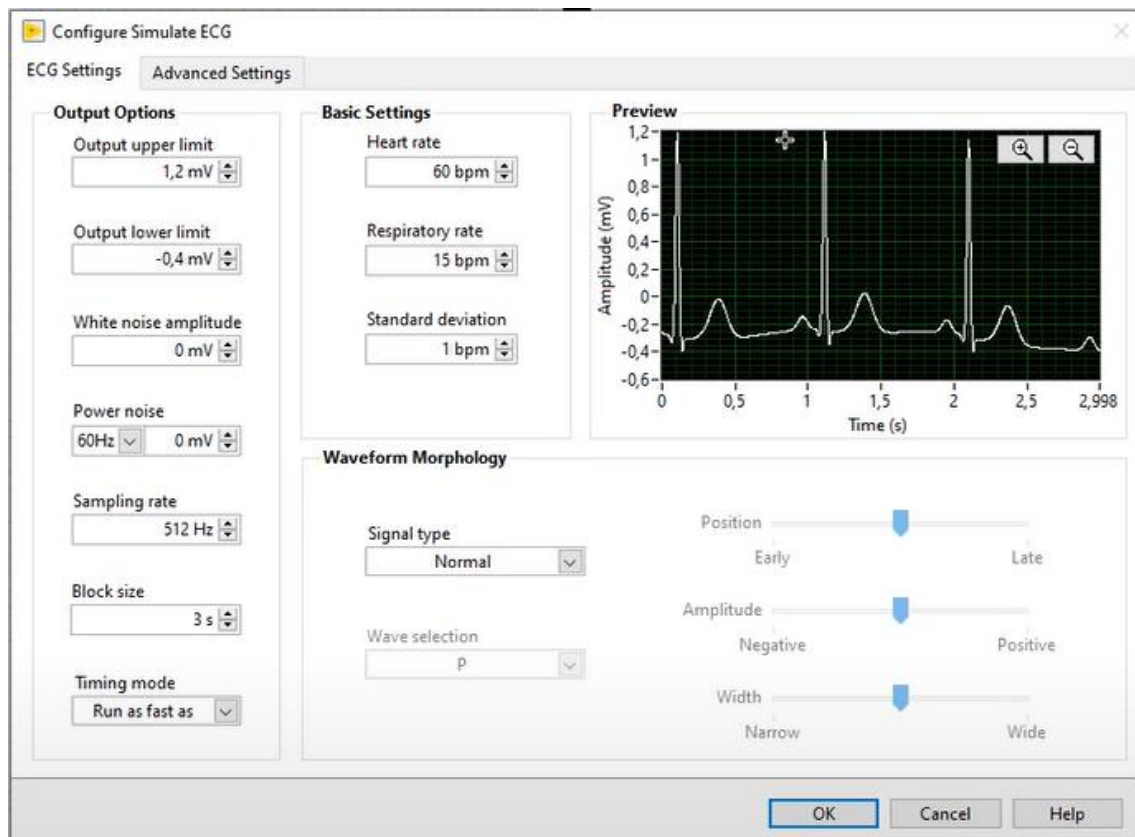 Configure Simulate ECG
ECG Settings
Advanced Settings
Output Options
Output upper limit
1,2 mV
Output lower limit
-0,4 mV
White noise amplitude
0 mV
Power noise
60Hz 0 mV
Sampling rate
512 Hz
Block size
3 s
Timing mode
Run as fast as
Basic Settings
Heart rate
60 bpm
Respiratory rate
15 bpm
Standard deviation
1 bpm
Preview
Amplitude (mV)
1,2
1
0,8
0,6
0,4
0,2
0
-0,2
-0,4
-0,6
0 0,5 1 1,5 2 2,5 2,998
Time (s)
Waveform Morphology
Signal type
Normal
Wave selection
P
Position
Early Late
Amplitude
Negative Positive
Width
Narrow Wide
OK Cancel Help